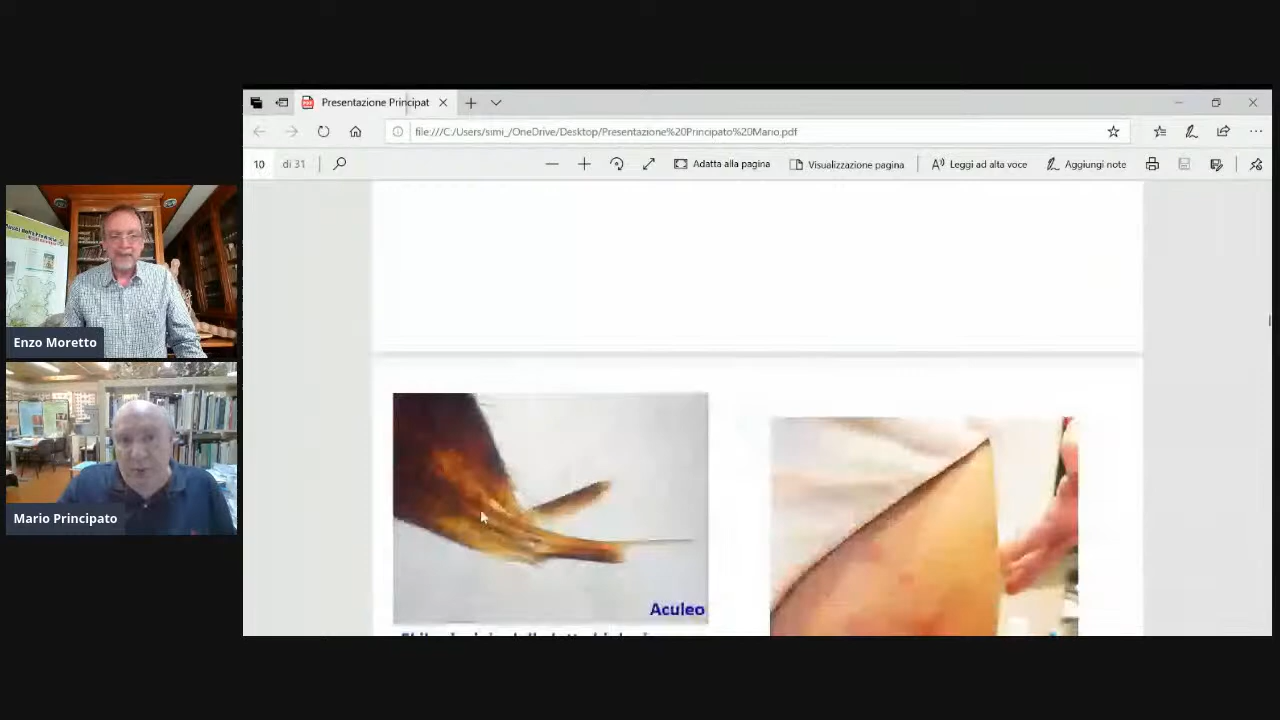 Presentazione Principat
file:///C:/Users/simi_/OneDrive/Desktop/Presentazione%20Principato%20Mario.pdf
10 di 31
Adatta alla pagina
Visualizzazione pagina
Leggi ad alta voce
Aggiungi note
Enzo Moretto
Mario Principato
Aculeo